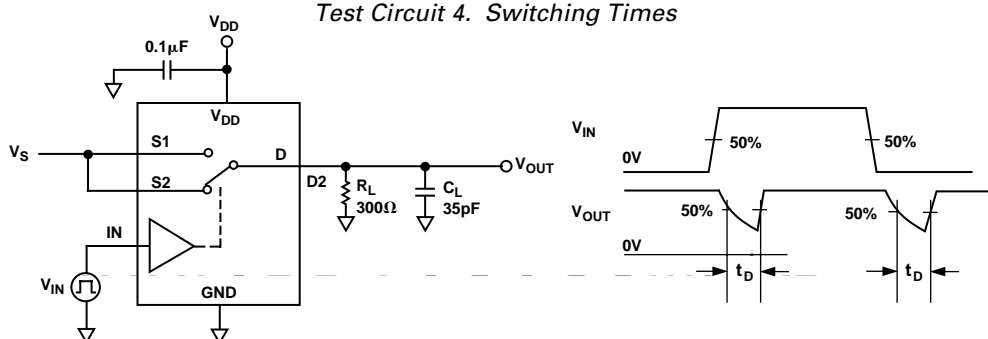 Test Circuit 4. Switching Times
V_DD
0.1μF
V_DD
V_S
S1
D
V_OUT
S2
D2
R_L
300Ω
C_L
35pF
IN
V_IN
GND
V_IN
50%
50%
0V
V_OUT
50%
50%
0V
t_D
t_D